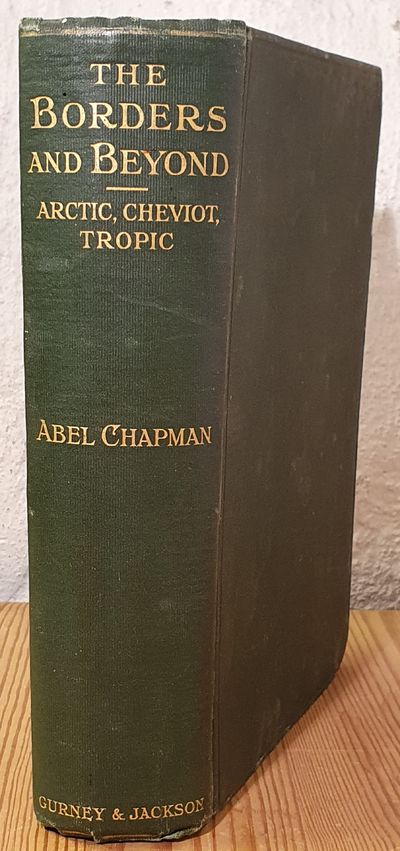 THE
BORDERS
AND BEYOND
ARCTIC, CHEVIOT,
TROPIC
ABEL CHAPMAN
GURNEY & JACKSON